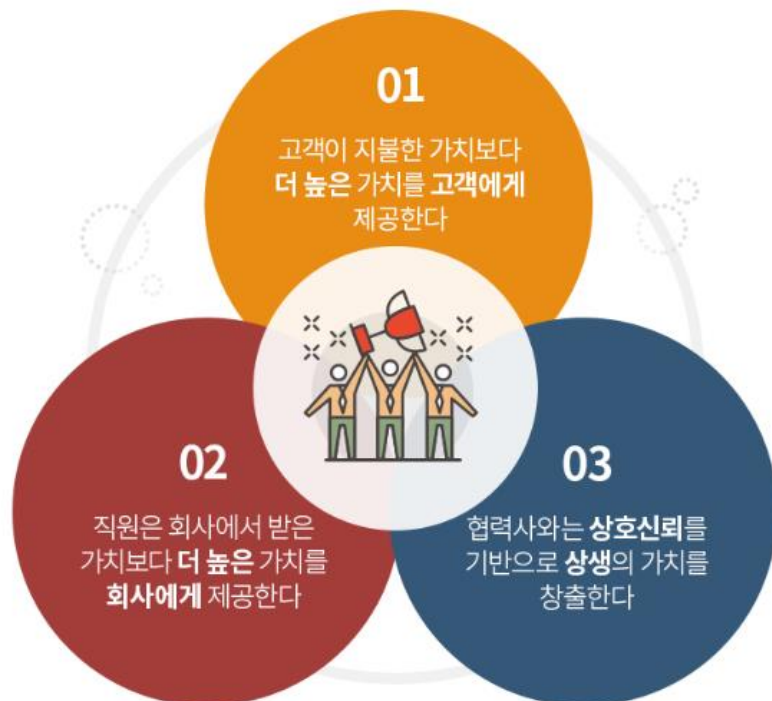 01
고객이 지불한 가치보다
더 높은 가치를 고객에게
제공한다
02
직원은 회사에서 받은
가치보다 더 높은 가치를
회사에게 제공한다
03
협력사와는 상호신뢰를
기반으로 상생의 가치를
창출한다